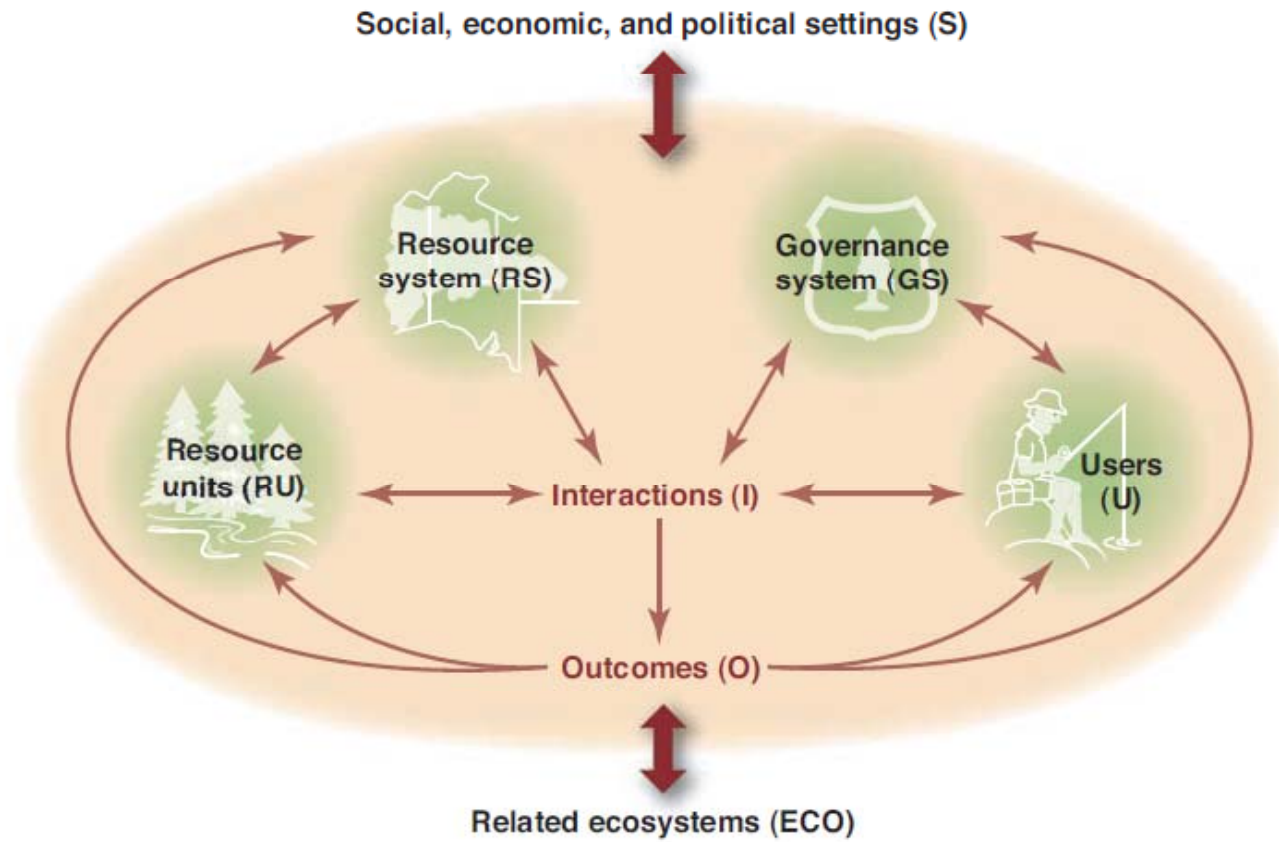 Social, economic, and political settings (S)
Resource
system (RS)
Governance
system (GS)
Resource
units (RU)
Interactions (I)
Users
(U)
Outcomes (O)
Related ecosystems (ECO)